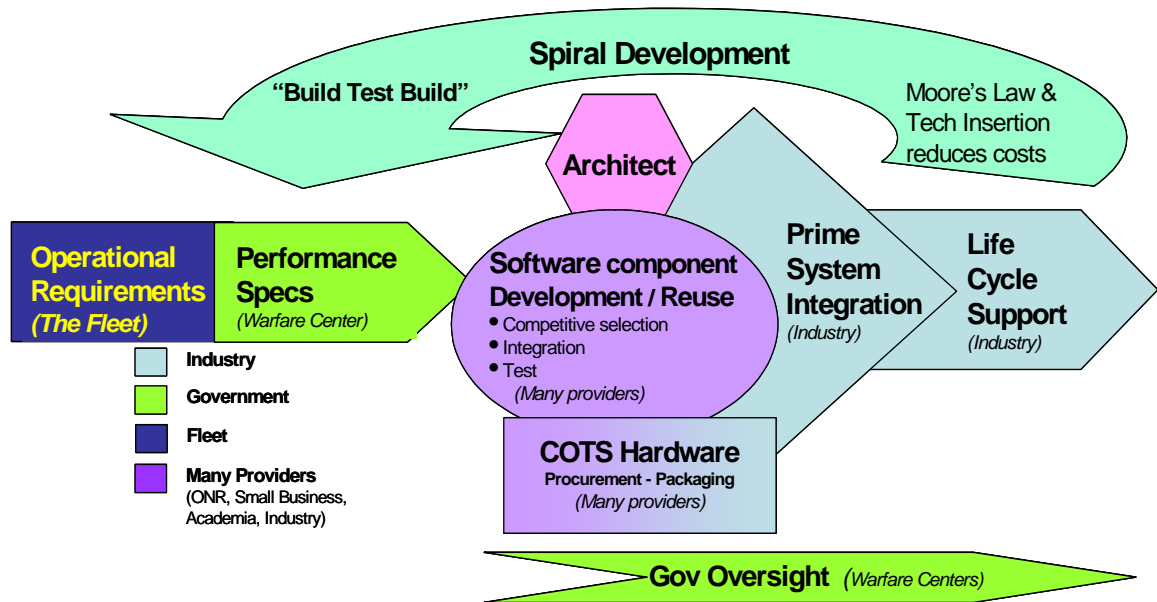 Spiral Development
“Build Test Build”
Moore’s Law &
Tech Insertion
reduces costs
Architect
Operational
Requirements
(The Fleet)
Performance
Specs
(Warfare Center)
Software component
Development / Reuse
• Competitive selection
• Integration
• Test
(Many providers)
Prime
System
Integration
(Industry)
Life
Cycle
Support
(Industry)
Industry
Government
Fleet
Many Providers
(ONR, Small Business,
Academia, Industry)
COTS Hardware
Procurement - Packaging
(Many providers)
Gov Oversight (Warfare Centers)